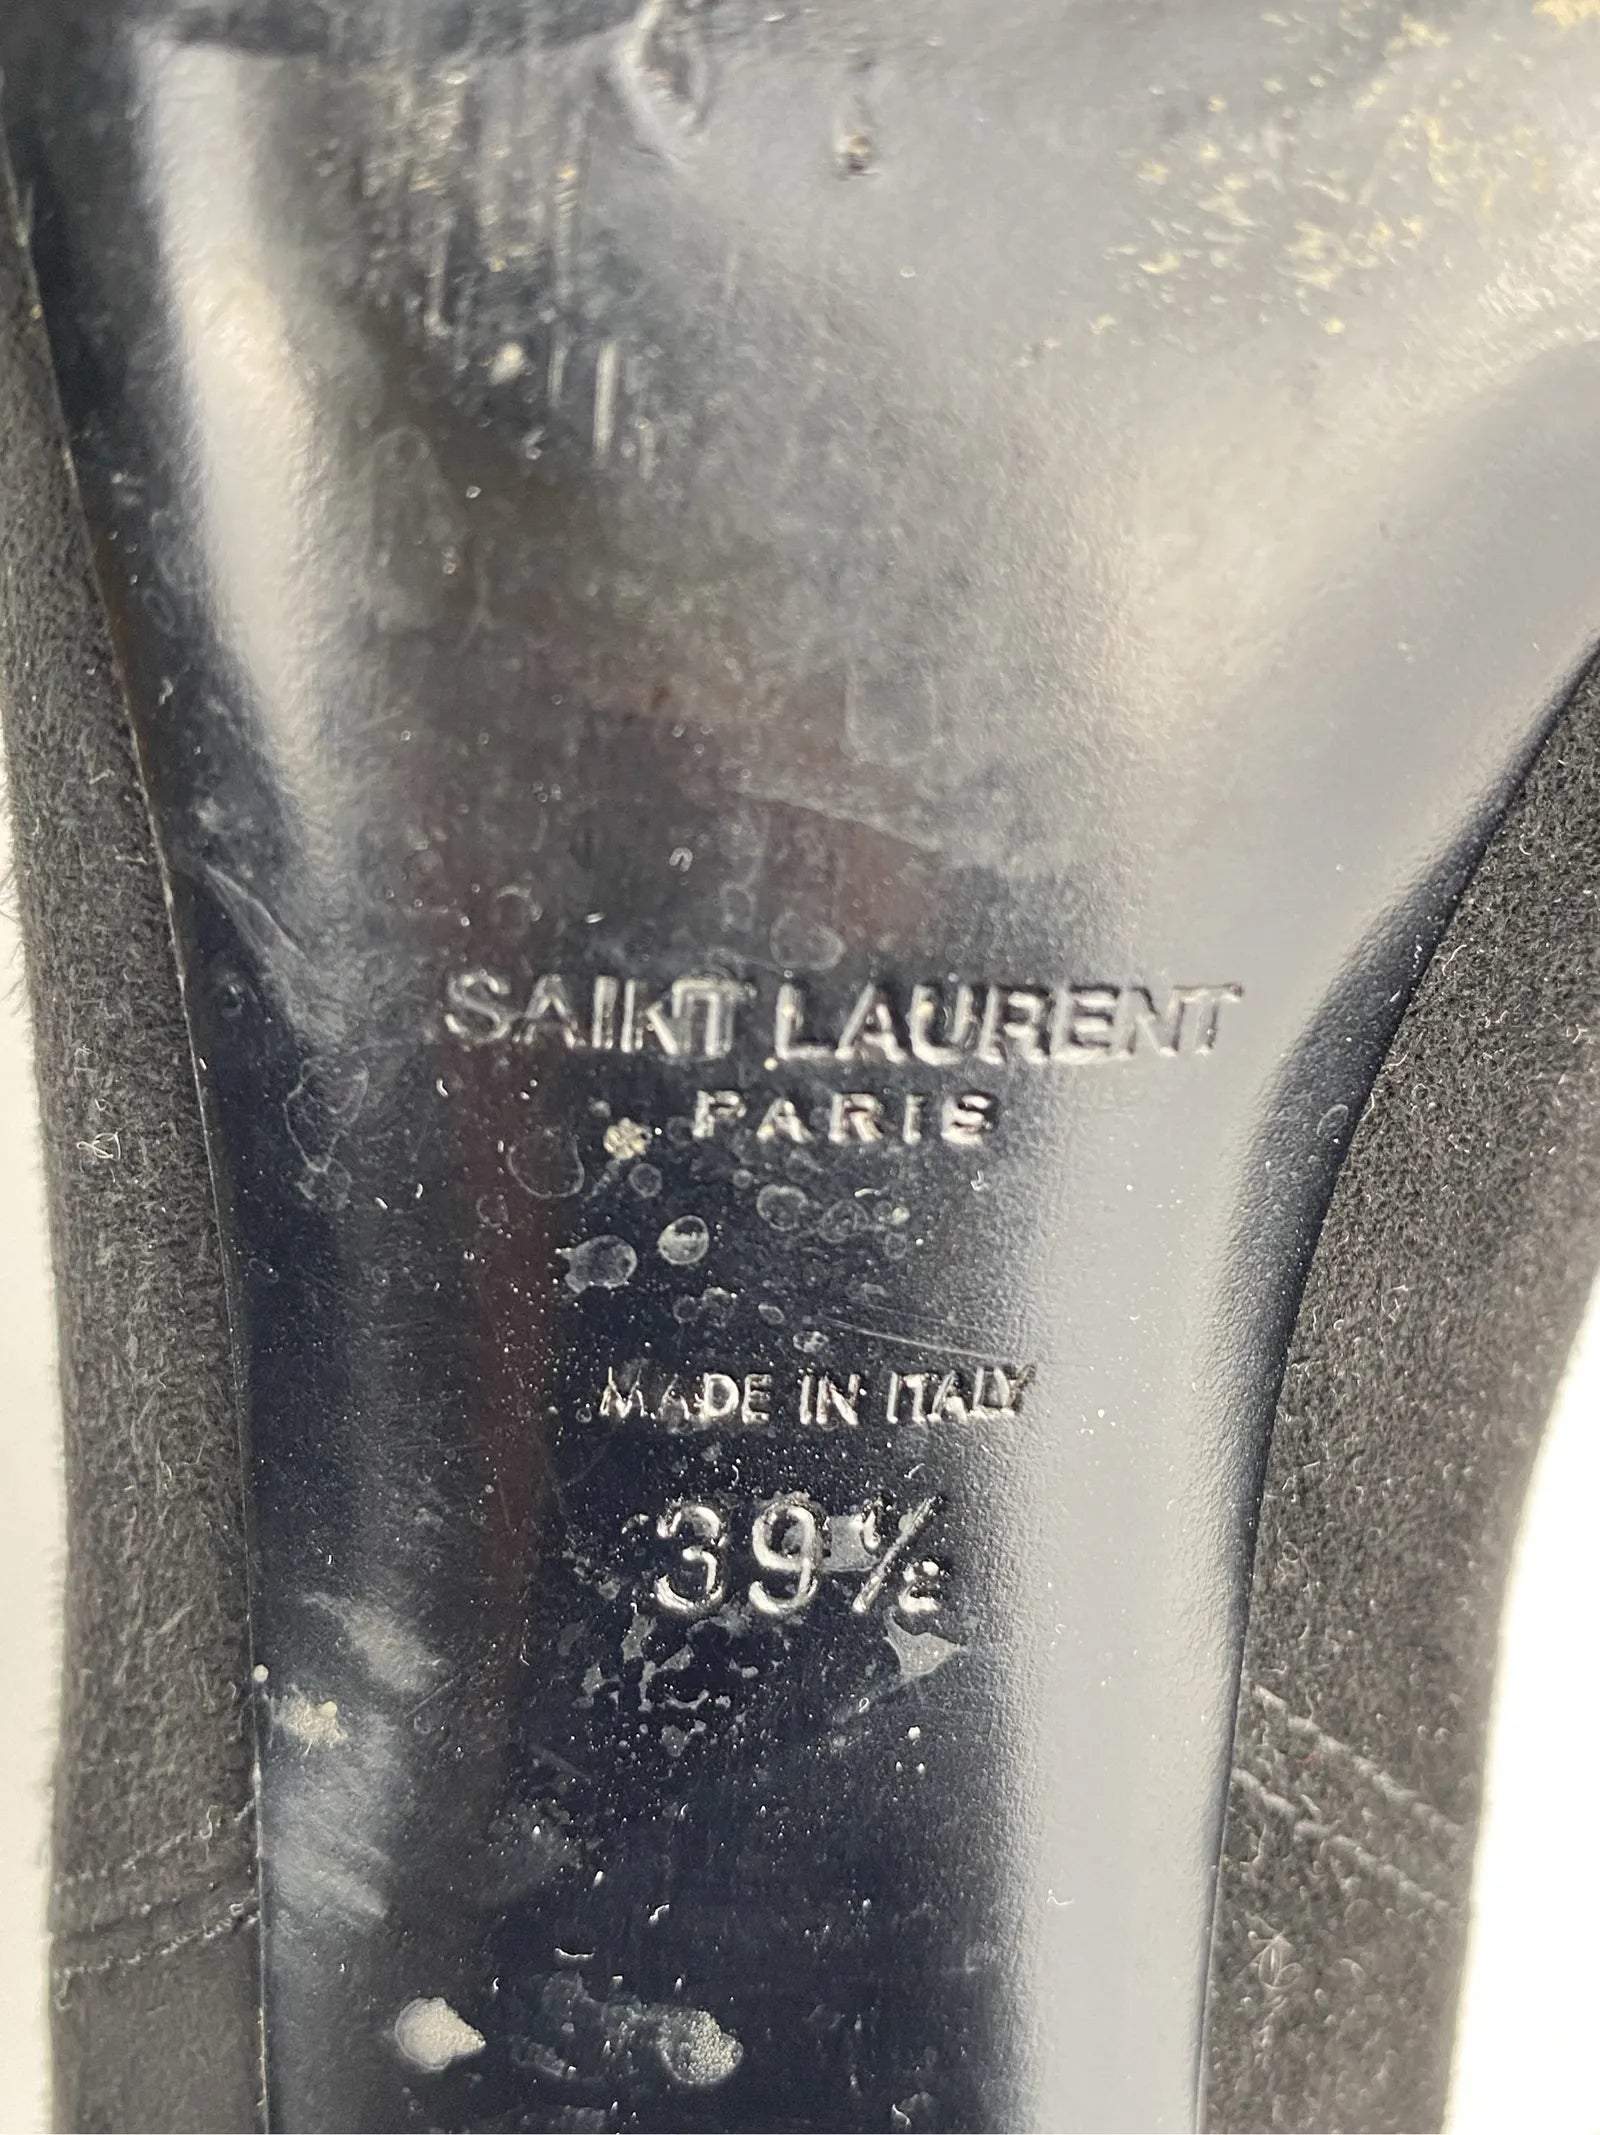 SAINT LAURENT
PARIS
MADE IN ITALY
39½